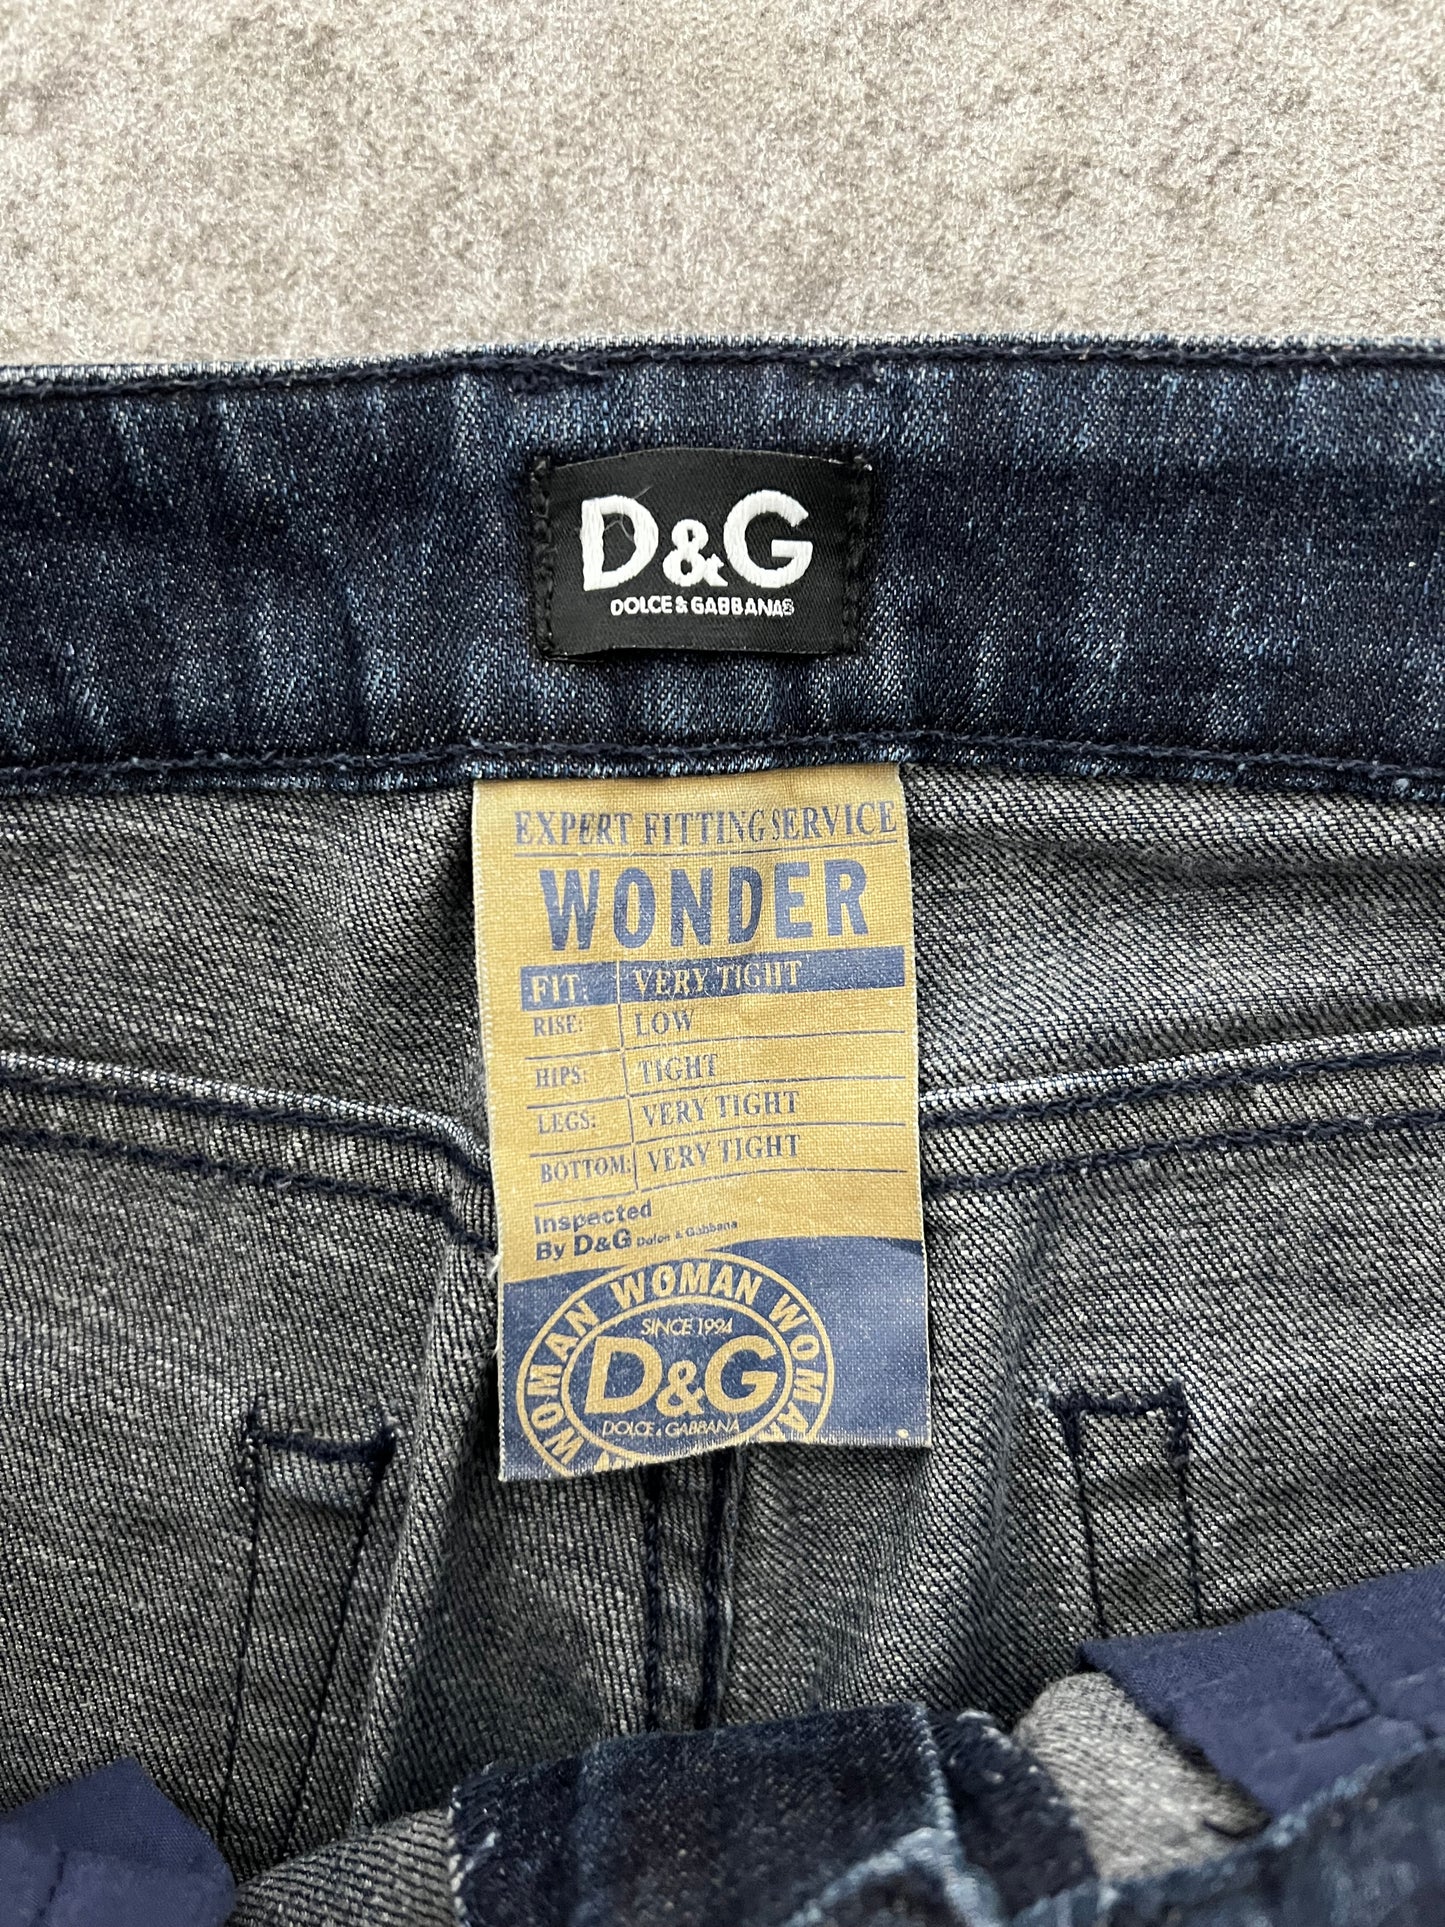 D&G
DOLCE & GABBANAS
EXPERT FITTING SERVICE
WONDER
FIT: VERY TIGHT
RISE: LOW
HIPS: TIGHT
LEGS: VERY TIGHT
BOTTOM: VERY TIGHT
Inspected
By D&G Dolce & Gabbana
WOMAN WOMAN WOMAN
SINCE 1994
D&G
DOLCE & GABBANA